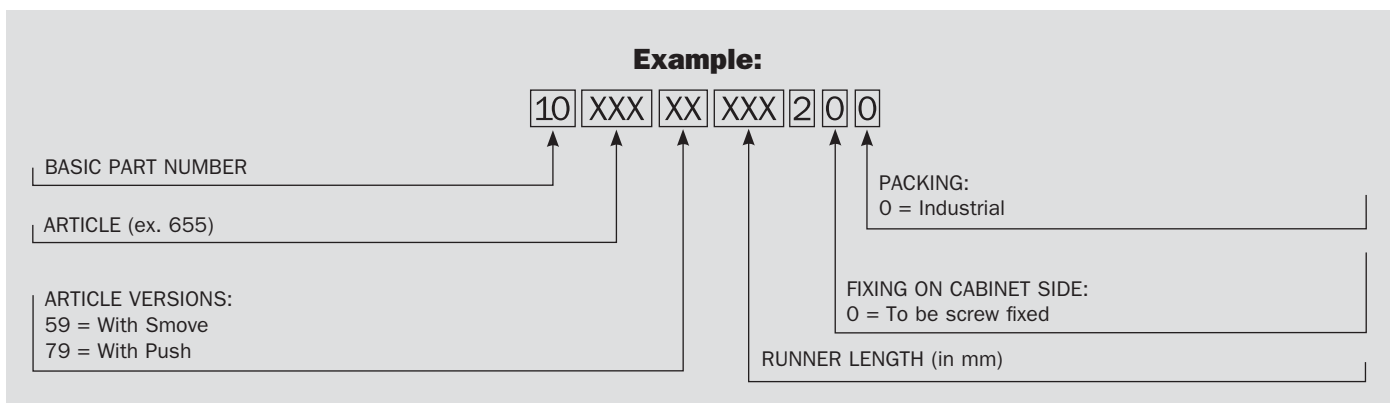 Example:
10 XXX XX XXX 2 0 0
BASIC PART NUMBER
ARTICLE (ex. 655)
ARTICLE VERSIONS:
59 = With Smove
79 = With Push
PACKING:
0 = Industrial
FIXING ON CABINET SIDE:
0 = To be screw fixed
RUNNER LENGTH (in mm)